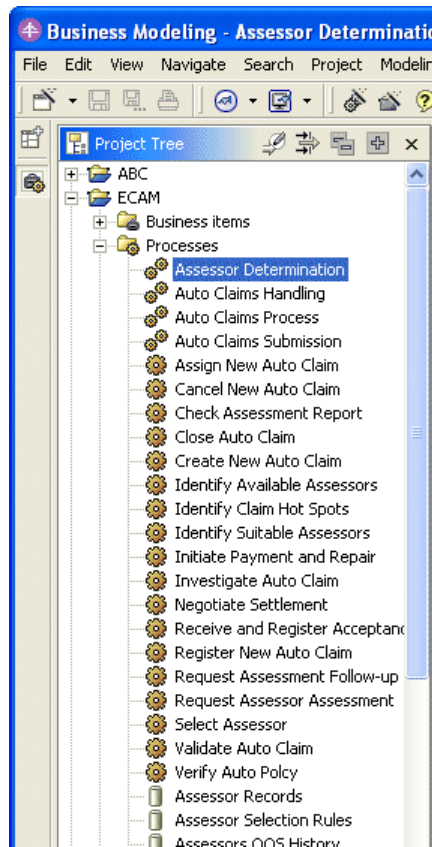 Business Modeling - Assessor Determinatio
File Edit View Navigate Search Project Modelin
Project Tree
ABC
ECAM
Business items
Processes
Assessor Determination
Auto Claims Handling
Auto Claims Process
Auto Claims Submission
Assign New Auto Claim
Cancel New Auto Claim
Check Assessment Report
Close Auto Claim
Create New Auto Claim
Identify Available Assessors
Identify Claim Hot Spots
Identify Suitable Assessors
Initiate Payment and Repair
Investigate Auto Claim
Negotiate Settlement
Receive and Register Acceptanc
Register New Auto Claim
Request Assessment Follow-up
Request Assessor Assessment
Select Assessor
Validate Auto Claim
Verify Auto Polcy
Assessor Records
Assessor Selection Rules
Assessors QOS History